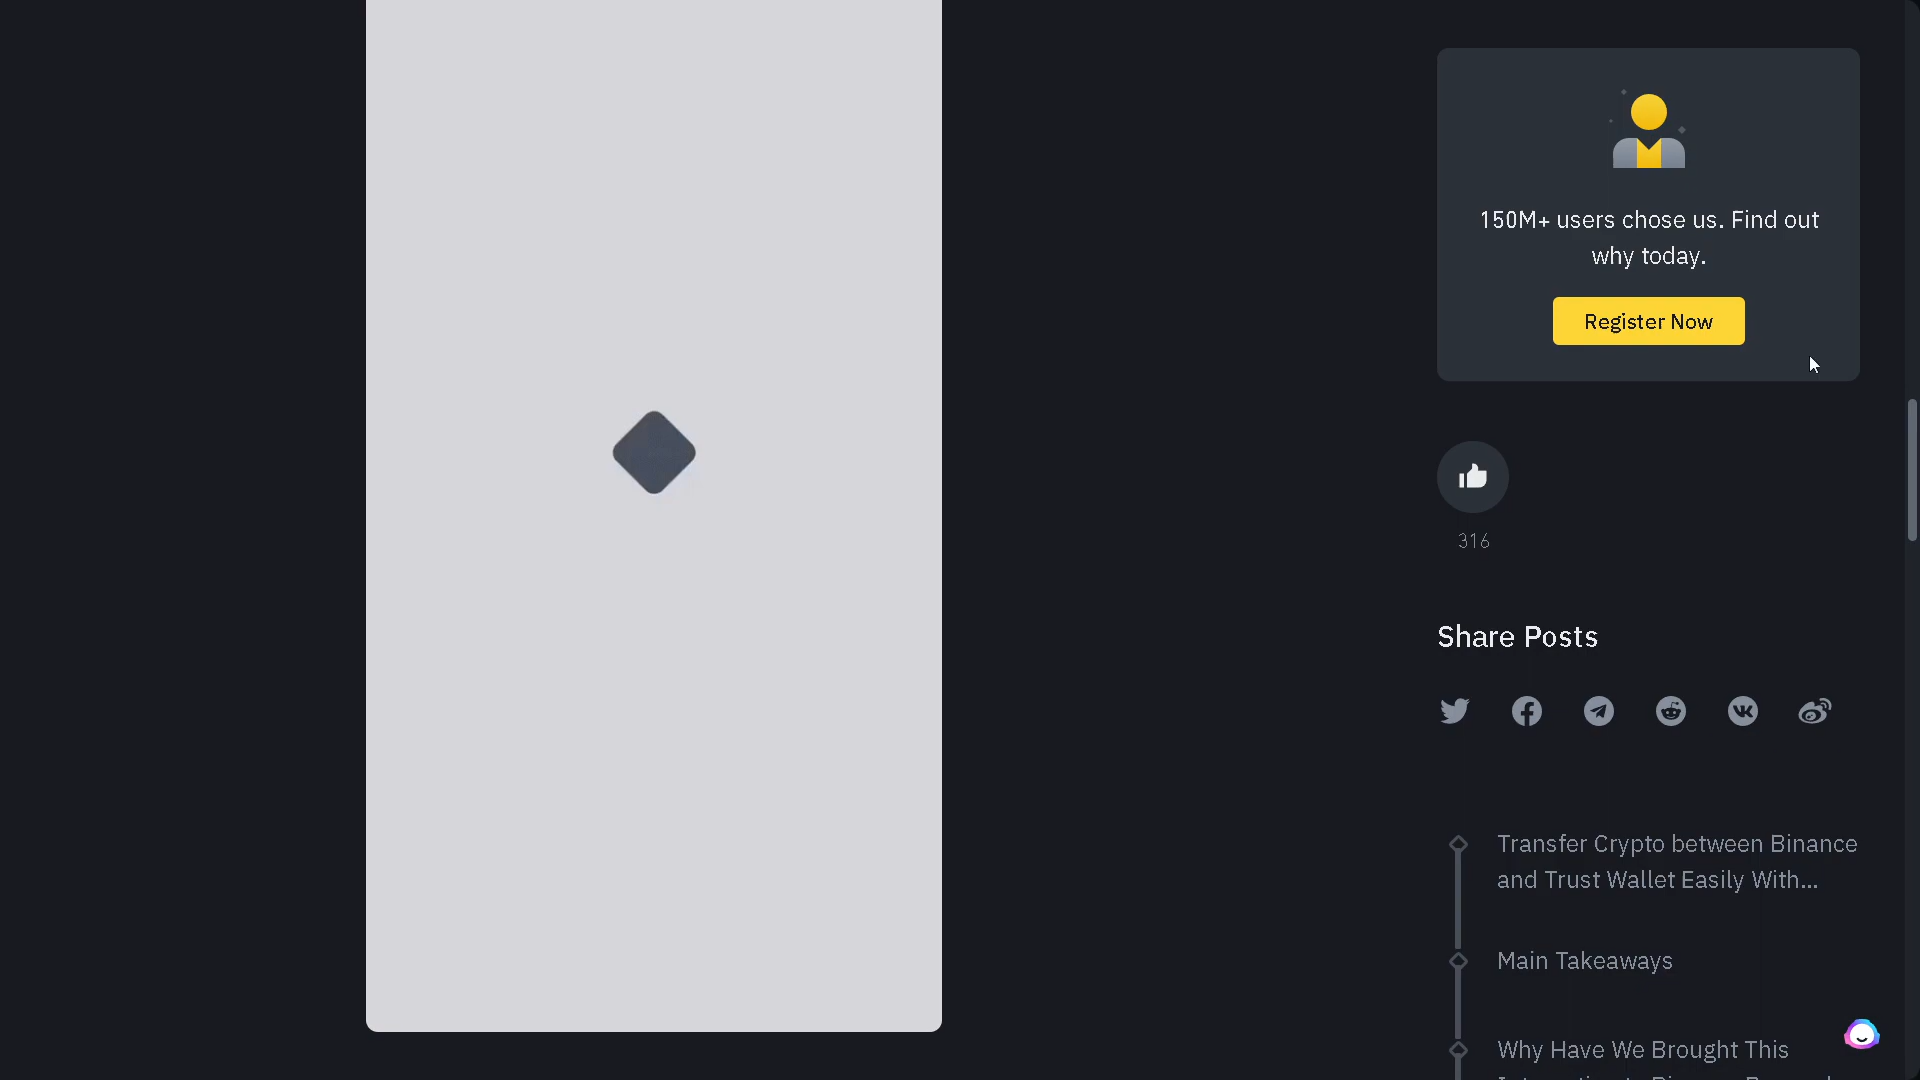 150M+ users chose us. Find out
why today.
Register Now
316
Share Posts
Transfer Crypto between Binance
and Trust Wallet Easily With...
Main Takeaways
Why Have We Brought This